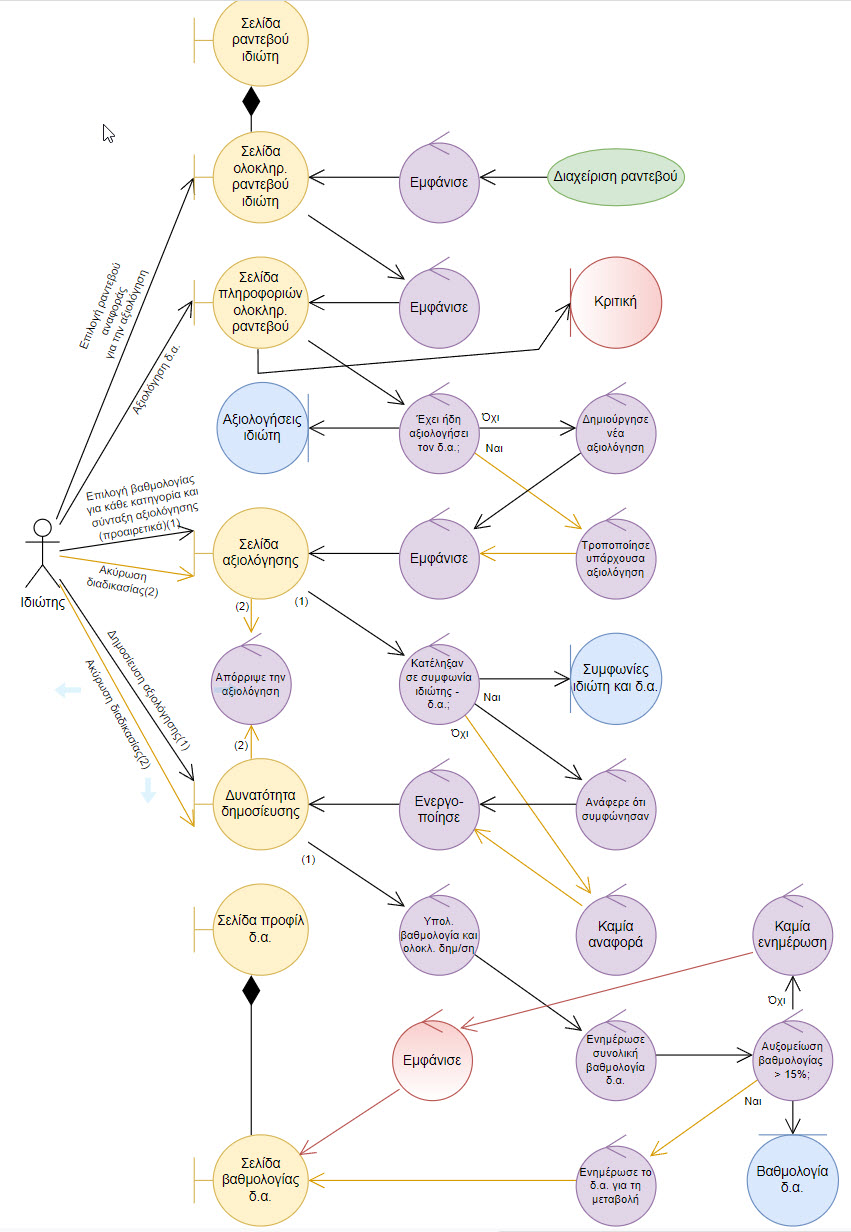 Σελίδα
ραντεβού
ιδιώτη
Σελίδα
ολοκληρ.
ραντεβού
ιδιώτη
Εμφάνισε
Διαχείριση ραντεβού
Επιλογή ραντεβού
αναφοράς
για την αξιολόγηση
Σελίδα
πληροφοριών
ολοκληρ.
ραντεβού
Εμφάνισε
Κριτική
Αξιολόγηση δ.α.
Αξιολογήσεις
ιδιώτη
Έχει ήδη
αξιολογήσει
τον δ.α.;
Όχι
Ναι
Δημιούργησε
νέα
αξιολόγηση
Επιλογή βαθμολογίας
για κάθε κατηγορία και
σύνταξη αξιολόγησης
(προαιρετικά)(1)
Σελίδα
αξιολόγησης
Εμφάνισε
Τροποποίησε
υπάρχουσα
αξιολόγηση
Ακύρωση
διαδικασίας(2)
Ιδιώτης
(2)
(1)
Δημοσίευση αξιολόγησης(1)
Ακύρωση διαδικασίας(2)
Απόρριψε την
αξιολόγηση
Κατέληξαν
σε συμφωνία
ιδιώτης -
δ.α.;
Ναι
Όχι
Συμφωνίες
ιδιώτη και δ.α.
(2)
Δυνατότητα
δημοσίευσης
Ενεργο-
ποίησε
Ανάφερε ότι
συμφώνησαν
(1)
Σελίδα προφίλ
δ.α.
Υπολ.
βαθμολογία και
ολοκλ. δημ/ση
Καμία
αναφορά
Καμία
ενημέρωση
Όχι
Εμφάνισε
Ενημέρωσε
συνολική
βαθμολογία
δ.α.
Αυξομείωση
βαθμολογίας
> 15%;
Ναι
Σελίδα
βαθμολογίας
δ.α.
Ενημέρωσε το
δ.α. για τη
μεταβολή
Βαθμολογία
δ.α.